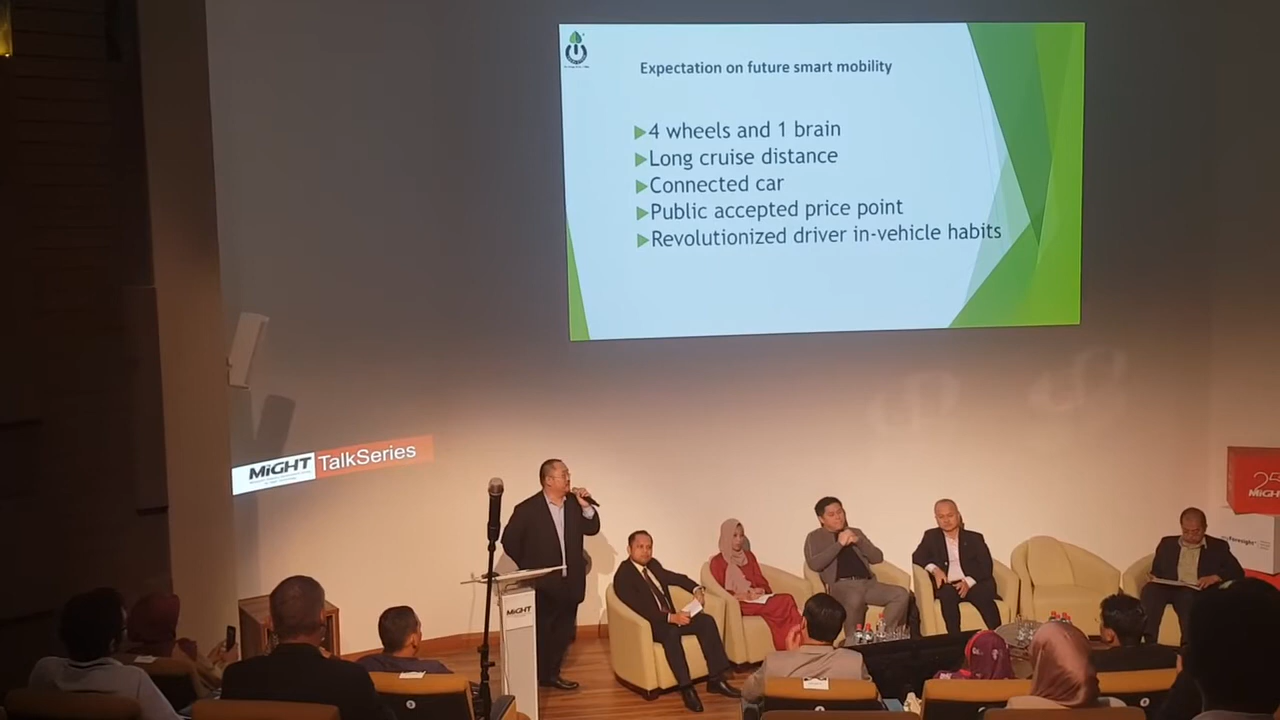 Expectation on future smart mobility
4 wheels and 1 brain
Long cruise distance
Connected car
Public accepted price point
Revolutionized driver in-vehicle habits
MiGHT TalkSeries
MiGHT
25
MiGHT
myForesight